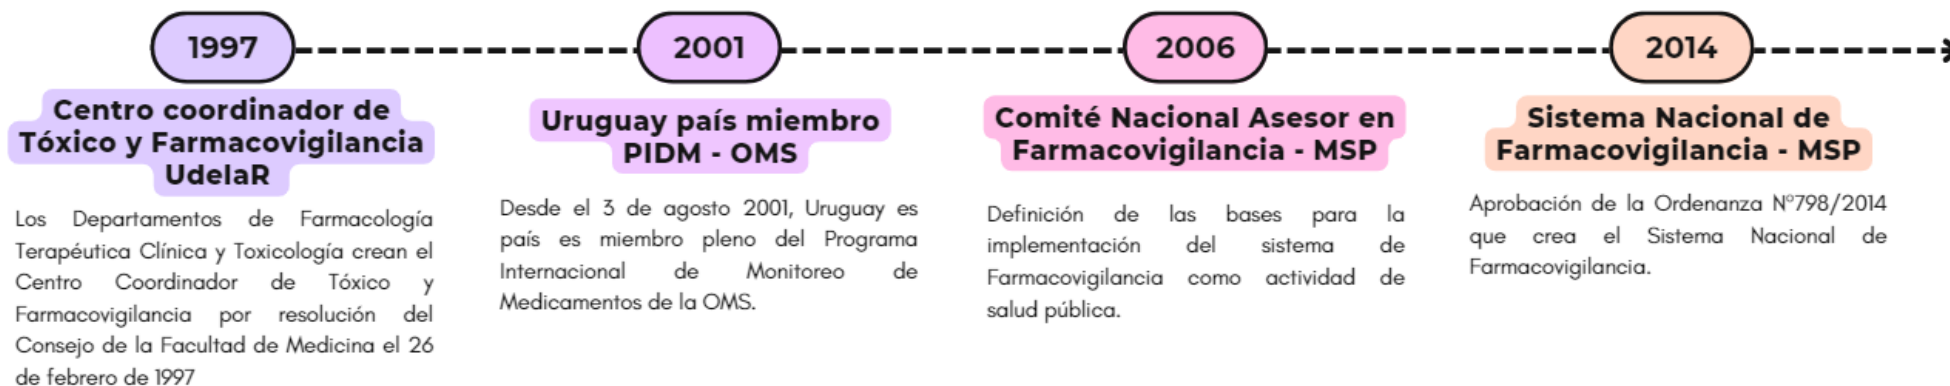 1997
Centro coordinador de
Tóxico y Farmacovigilancia
UdelaR
Los Departamentos de Farmacología
Terapéutica Clínica y Toxicología crean el
Centro Coordinador de Tóxico y
Farmacovigilancia por resolución del
Consejo de la Facultad de Medicina el 26
de febrero de 1997
2001
Uruguay país miembro
PIDM - OMS
Desde el 3 de agosto 2001, Uruguay es
país es miembro pleno del Programa
Internacional de Monitoreo de
Medicamentos de la OMS.
2006
Comité Nacional Asesor en
Farmacovigilancia - MSP
Definición de las bases para la
implementación del sistema de
Farmacovigilancia como actividad de
salud pública.
2014
Sistema Nacional de
Farmacovigilancia - MSP
Aprobación de la Ordenanza N°798/2014
que crea el Sistema Nacional de
Farmacovigilancia.